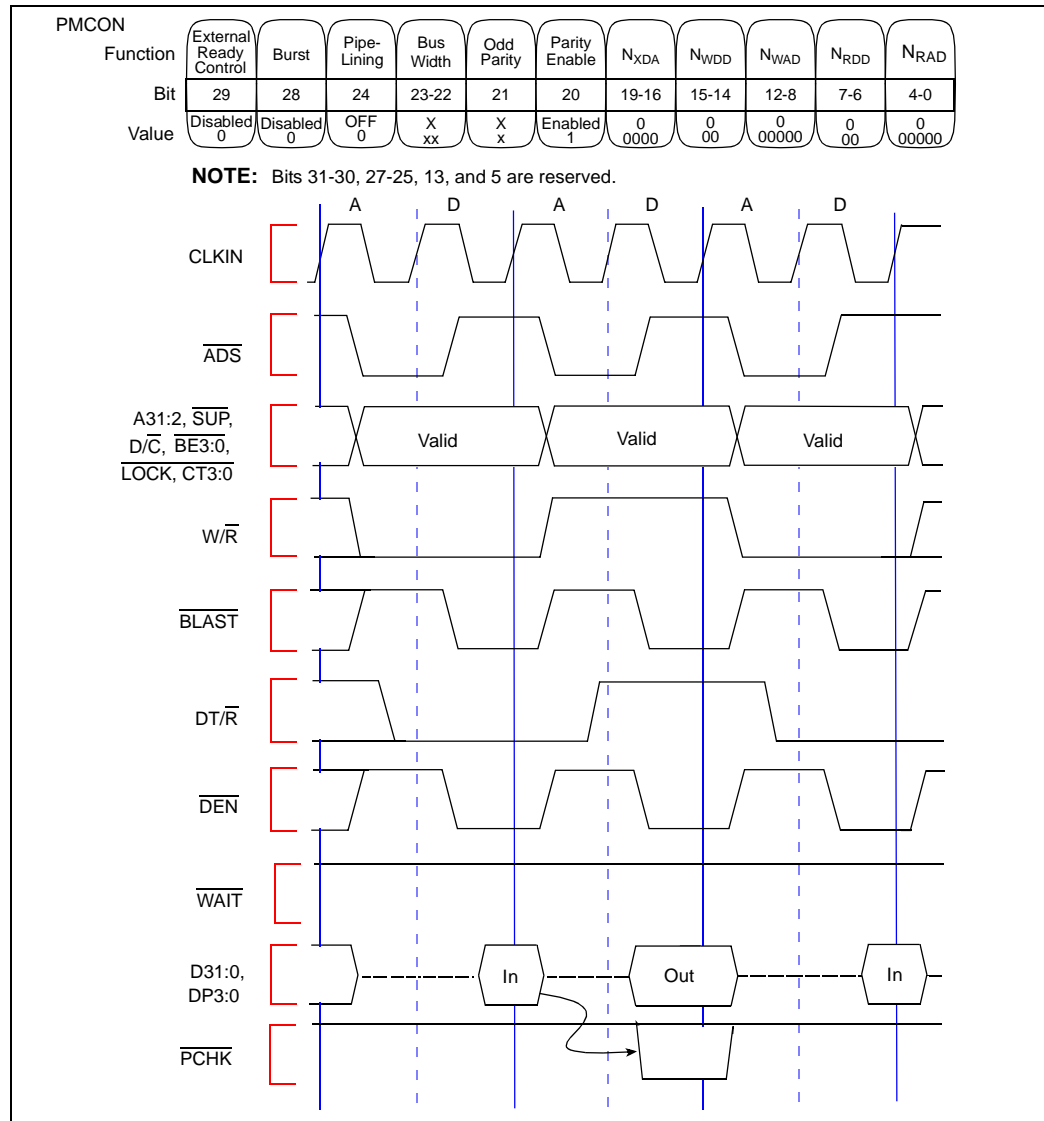 PMCON
Function External Ready Control Burst Pipe-Lining Bus Width Odd Parity Parity Enable NXDA NWDD NWAD NRDD NRAD
Bit 29 28 24 23-22 21 20 19-16 15-14 12-8 7-6 4-0
Value Disabled 0 Disabled 0 OFF 0 X xx X x Enabled 1 0 0000 0 00 0 00000 0 00 0 00000
NOTE: Bits 31-30, 27-25, 13, and 5 are reserved.
A D A D A D
CLKIN
ADS
A31:2, SUP,
D/C, BE3:0,
LOCK, CT3:0
Valid Valid Valid
W/R
BLAST
DT/R
DEN
WAIT
D31:0,
DP3:0
In Out In
PCHK